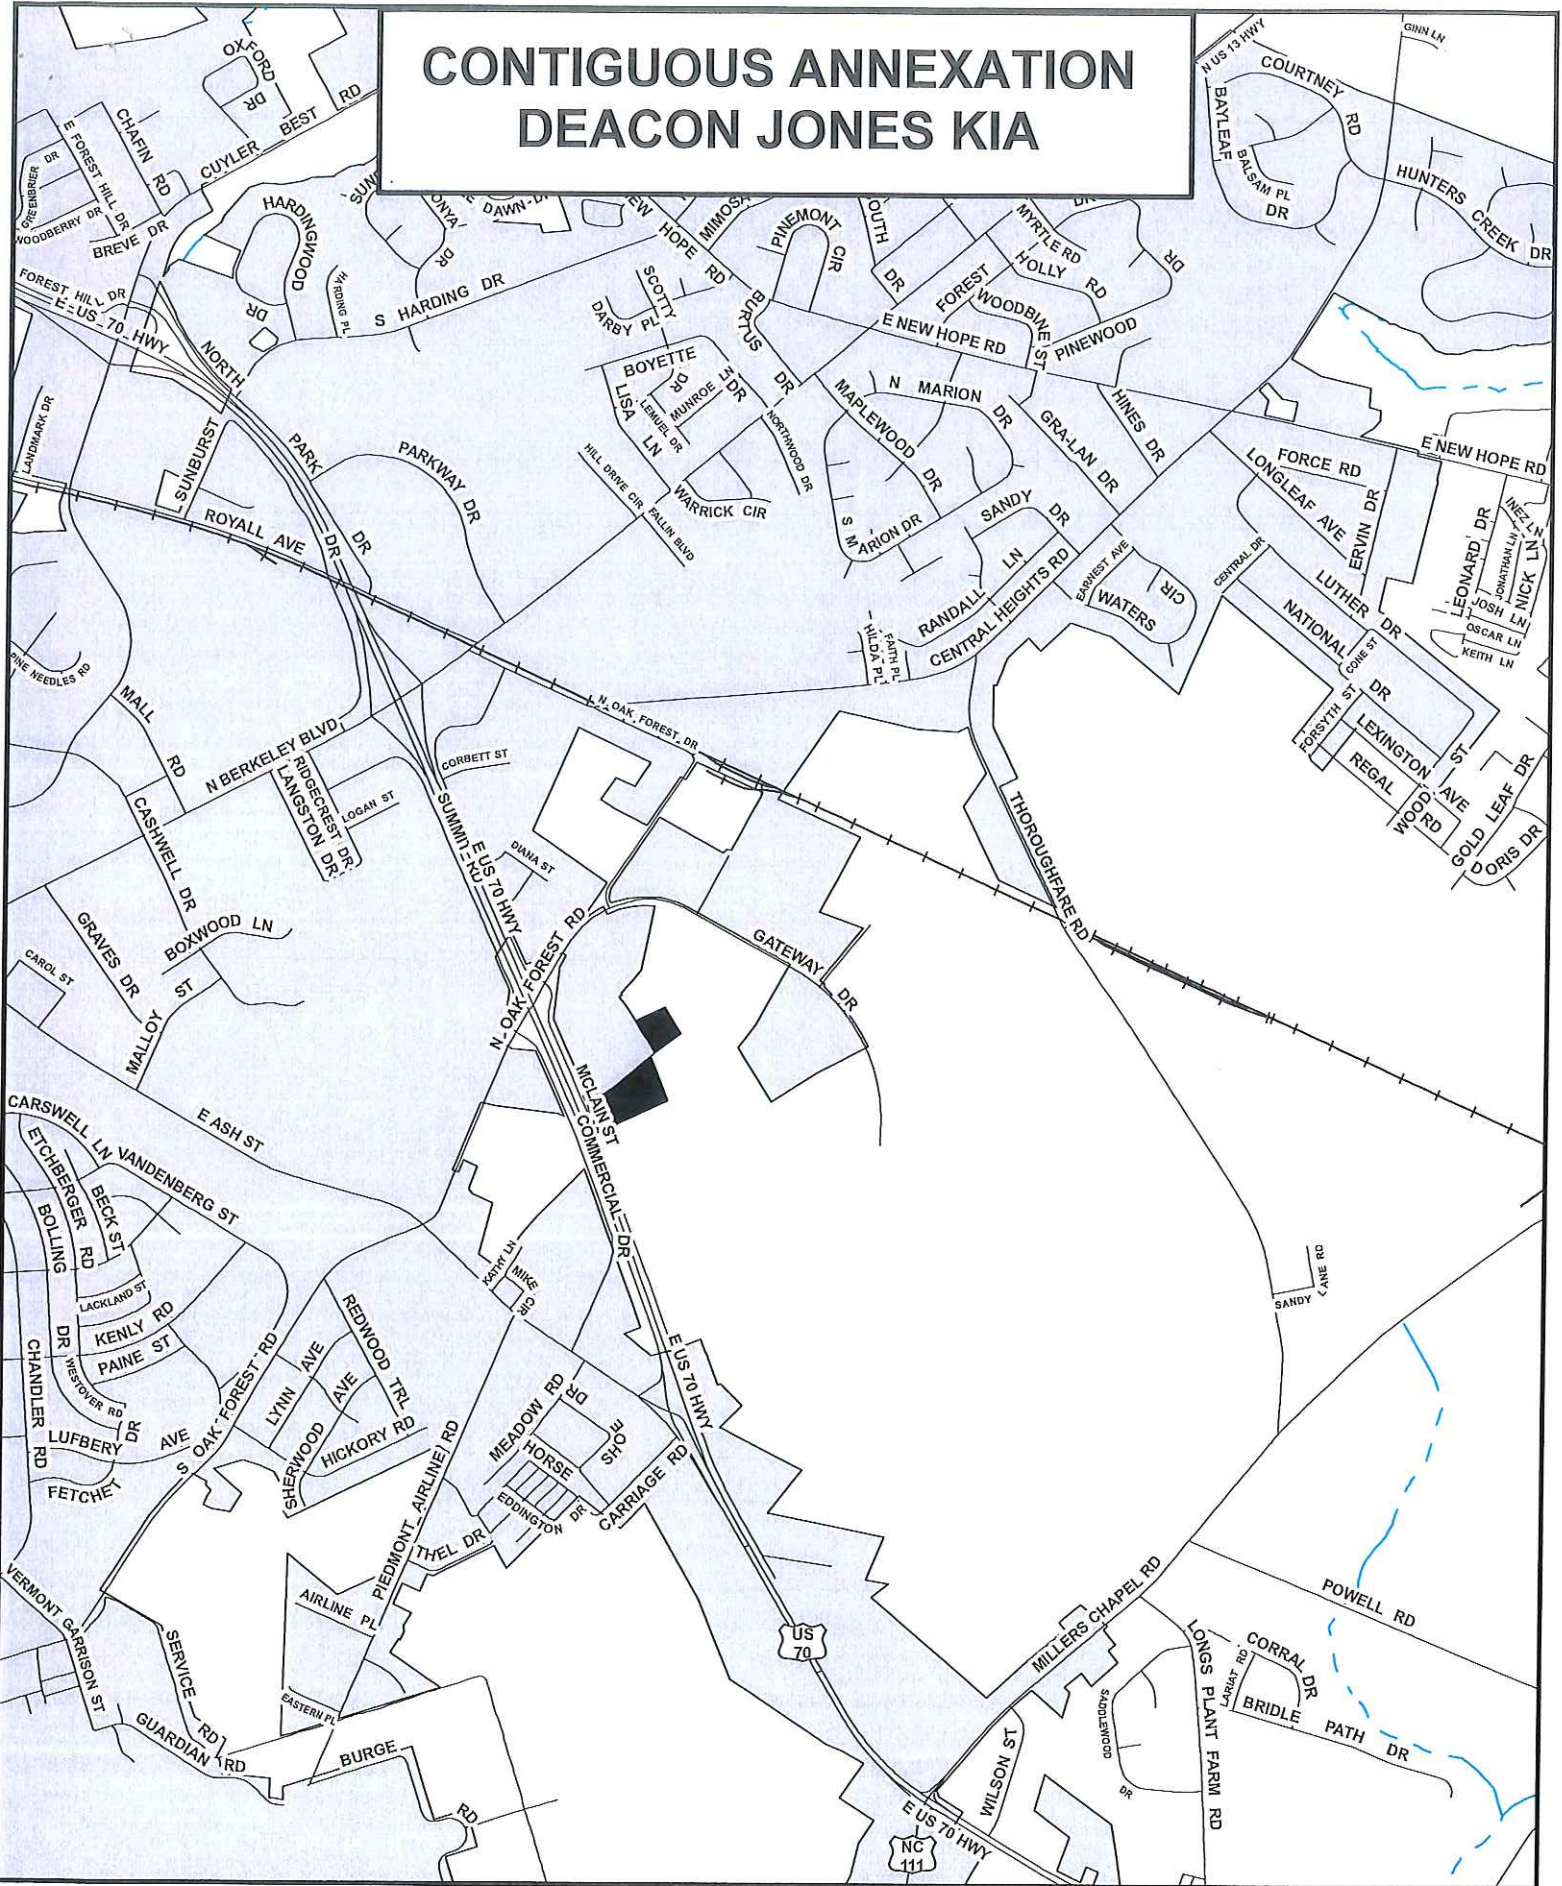 CONTIGUOUS ANNEXATION
DEACON JONES KIA
GINN LN
N US 13 HWY
COURTNEY RD
BAYLEAF DR
BALSAM PL
HUNTERS CREEK DR
OXFORD DR
CUYLER BEST RD
CHAFIN RD
E FOREST HILL DR
GREENBRIER DR
WOODBERRY DR
BREVE DR
HARDINGWOOD DR
DAWN DR
HOPE RD
PINEMONT CIR
MYRTLE RD
HOLLY RD
FOREST
WOODBINE ST
PINEWOOD DR
SCOTTY
DARBY PL
S HARDING DR
FOREST HILL DR
E US 70 HWY
BURTUS DR
E NEW HOPE RD
NORTH PARK DR
LANDMARK DR
SUNBURST
PARKWAY DR
BOYETTE DR
LISA LN
LEMUEL DR
MUNROE LN
NORTHWOOD DR
MAPLEWOOD DR
N MARION DR
GRA-LAN DR
HINES DR
E NEW HOPE RD
FORCE RD
LONGLEAF AVE
ERVIN DR
LEONARD DR
INEZ LN
JONATHAN LN
NICK LN
JOSH LN
OSCAR LN
KEITH LN
ROYALL AVE
HILL DRIVE CIR
FALLIN BLVD
WARRICK CIR
S MARION DR
SANDY DR
RANDALL LN
CENTRAL HEIGHTS RD
EARNEST AVE
WATERS CIR
CENTRAL DR
LUTHER DR
NATIONAL DR
CONE ST
FORSYTH ST
LEXINGTON AVE
REGAL RD
WOOD ST
GOLD LEAF DR
DORIS DR
HILDA PL
FAITH PL
PINE NEEDLES RD
MALL RD
N BERKELEY BLVD
RIDGECREST DR
LANGSTON DR
LOGAN ST
CORBETT ST
N OAK FOREST DR
CASHWELL DR
SUMMIT RD
E US 70 HWY
DIANA ST
THOROUGHFARE RD
GRAVES DR
BOXWOOD LN
CAROL ST
MALLOY ST
N OAK FOREST RD
GATEWAY DR
MCLAIN ST
COMMERCIAL DR
CARSWELL LN
E ASH ST
ETCHBERGER RD
VANDENBERG ST
BECK ST
BOLLING DR
LACKLAND ST
KENLY RD
PAINE ST
WESTOVER RD
CHANDLER RD
LUFBERY AVE
FETCHET DR
S OAK FOREST RD
LYNN AVE
SHERWOOD AVE
REDWOOD TRL
HICKORY RD
KATHY LN
MIKE CIR
SANDY LANE RD
E US 70 HWY
MEADOW RD
HORSE SHOE DR
EDDINGTON DR
CARRIAGE RD
PIEDMONT AIRLINE RD
THEL DR
AIRLINE PL
EASTERN PL
VERMONT GARRISON ST
SERVICE RD
GUARDIAN RD
BURGE RD
US
70
MILLERS CHAPEL RD
POWELL RD
LONGS PLANT FARM RD
LARIAT RD
CORRAL DR
BRIDLE PATH DR
SADDLEWOOD DR
WILSON ST
E US 70 HWY
NC
111